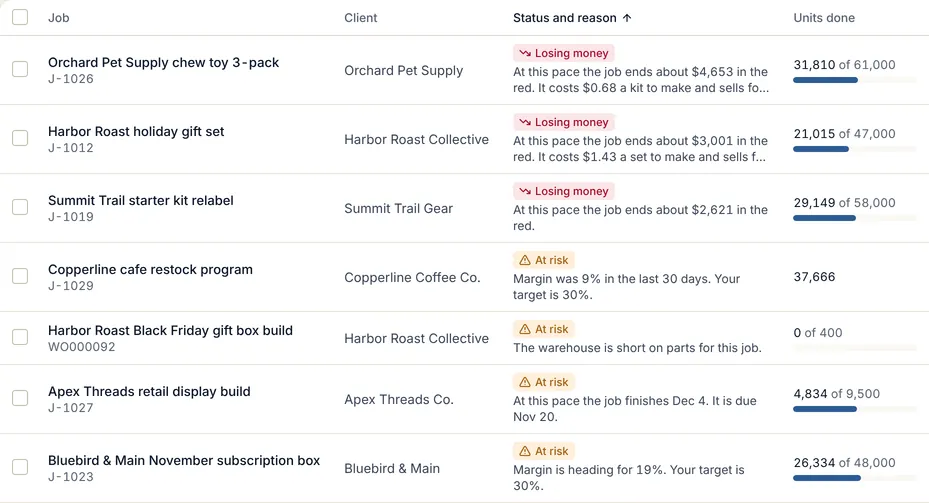 Job Client Status and reason ↑ Units done
Orchard Pet Supply chew toy 3-pack
J-1026
Orchard Pet Supply
Losing money
At this pace the job ends about $4,653 in the
red. It costs $0.68 a kit to make and sells fo...
31,810 of 61,000
Harbor Roast holiday gift set
J-1012
Harbor Roast Collective
Losing money
At this pace the job ends about $3,001 in the
red. It costs $1.43 a set to make and sells f...
21,015 of 47,000
Summit Trail starter kit relabel
J-1019
Summit Trail Gear
Losing money
At this pace the job ends about $2,621 in the
red.
29,149 of 58,000
Copperline cafe restock program
J-1029
Copperline Coffee Co.
At risk
Margin was 9% in the last 30 days. Your
target is 30%.
37,666
Harbor Roast Black Friday gift box build
WO000092
Harbor Roast Collective
At risk
The warehouse is short on parts for this job.
0 of 400
Apex Threads retail display build
J-1027
Apex Threads Co.
At risk
At this pace the job finishes Dec 4. It is due
Nov 20.
4,834 of 9,500
Bluebird & Main November subscription box
J-1023
Bluebird & Main
At risk
Margin is heading for 19%. Your target is
30%.
26,334 of 48,000